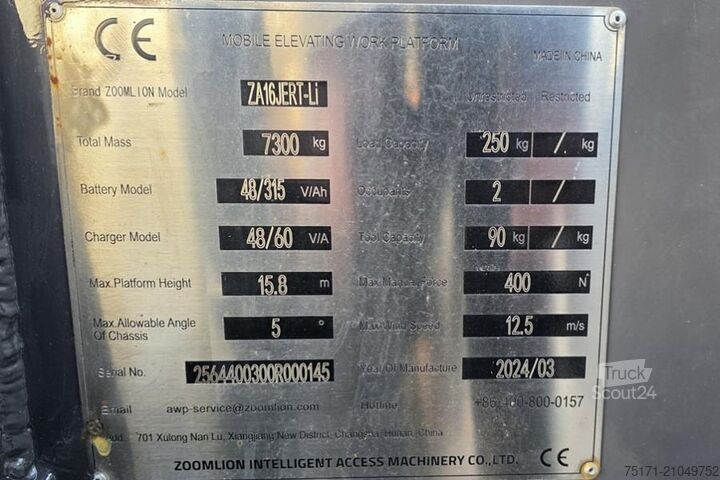 CE MOBILE ELEVATING WORK PLATFORM MADE IN CHINA
Brand ZOOMLION Model ZA16JERT-Li Unrestricted Restricted
Total Mass 7300 kg Load Capacity 250 kg / kg
Battery Model 48/315 V/Ah Occupants 2 /
Charger Model 48/60 V/A Tool Capacity 90 kg / kg
Max.Platform Height 15.8 m Max Manual Force 400 N
Max.Allowable Angle Of Chassis 5 ° Max Wind Speed 12.5 m/s
Serial No. 2564400300R000145 Year Of Manufacture 2024/03
Email awp-service@zoomlion.com Hotline +86 400-800-0157
Add: 701 Xulong Nan Lu, Xiangjiang New District, Changsha, Hunan, China
ZOOMLION INTELLIGENT ACCESS MACHINERY CO.,LTD. CE
Truck Scout24
75171-21049752